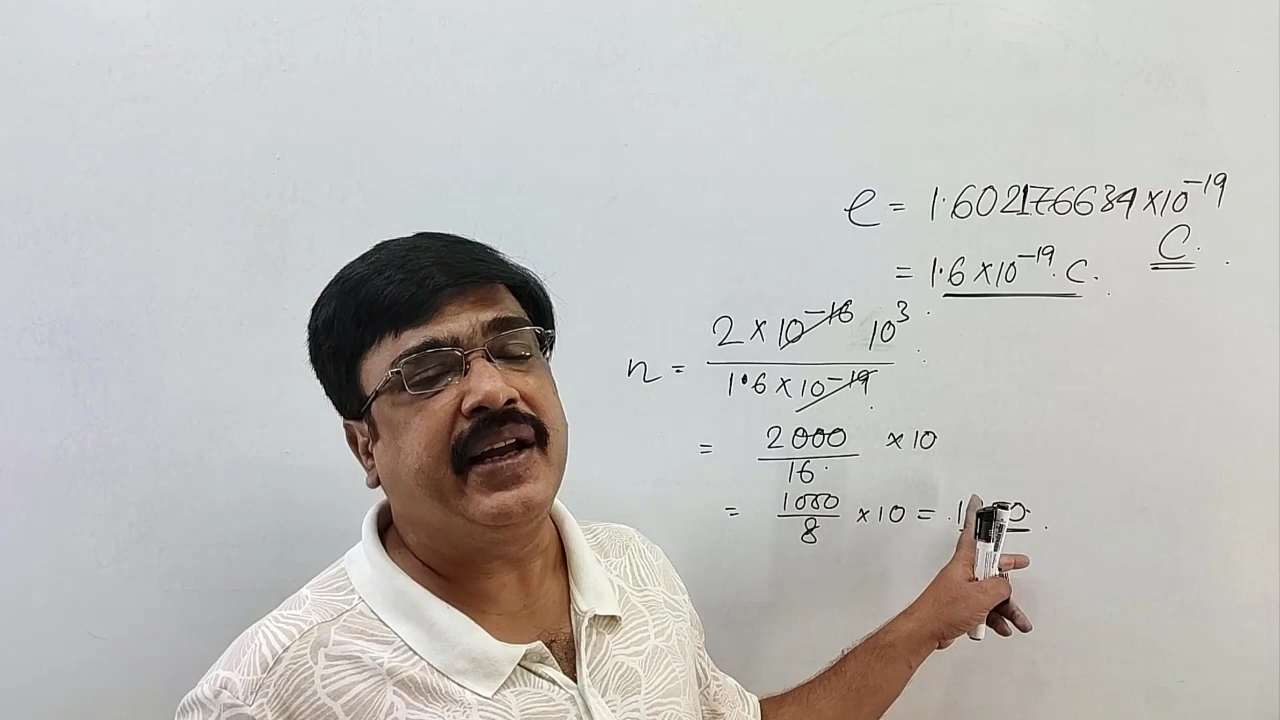 e = 1.602176634 × 10⁻¹⁹
C.
= 1.6 × 10⁻¹⁹ C.
n = 2 × 10⁻¹⁶ 10³
1.6 × 10⁻¹⁹
= 2000 × 10
16
= 1000 × 10 =
8